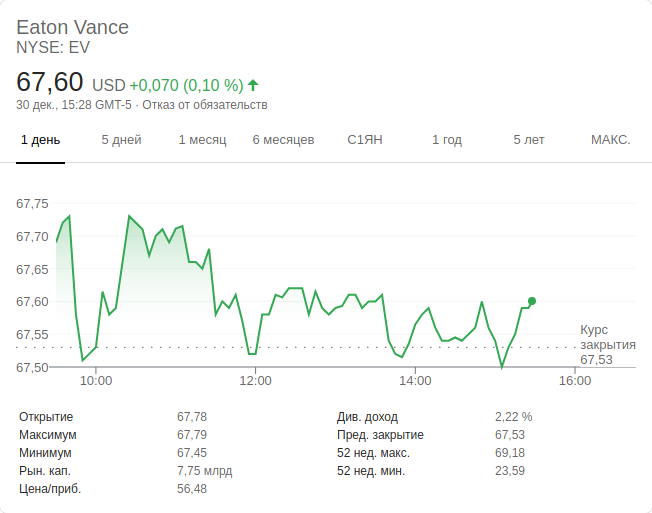 Eaton Vance
NYSE: EV
67,60 USD +0,070 (0,10 %)
30 дек., 15:28 GMT-5 · Отказ от обязательств
1 день 5 дней 1 месяц 6 месяцев С1ЯН 1 год 5 лет МАКС.
67,75
67,70
67,65
67,60
67,55
67,50
Курс
закрытия
67,53
10:00 12:00 14:00 16:00
Открытие 67,78 Див. доход 2,22 %
Максимум 67,79 Пред. закрытие 67,53
Минимум 67,45 52 нед. макс. 69,18
Рын. кап. 7,75 млрд 52 нед. мин. 23,59
Цена/приб. 56,48